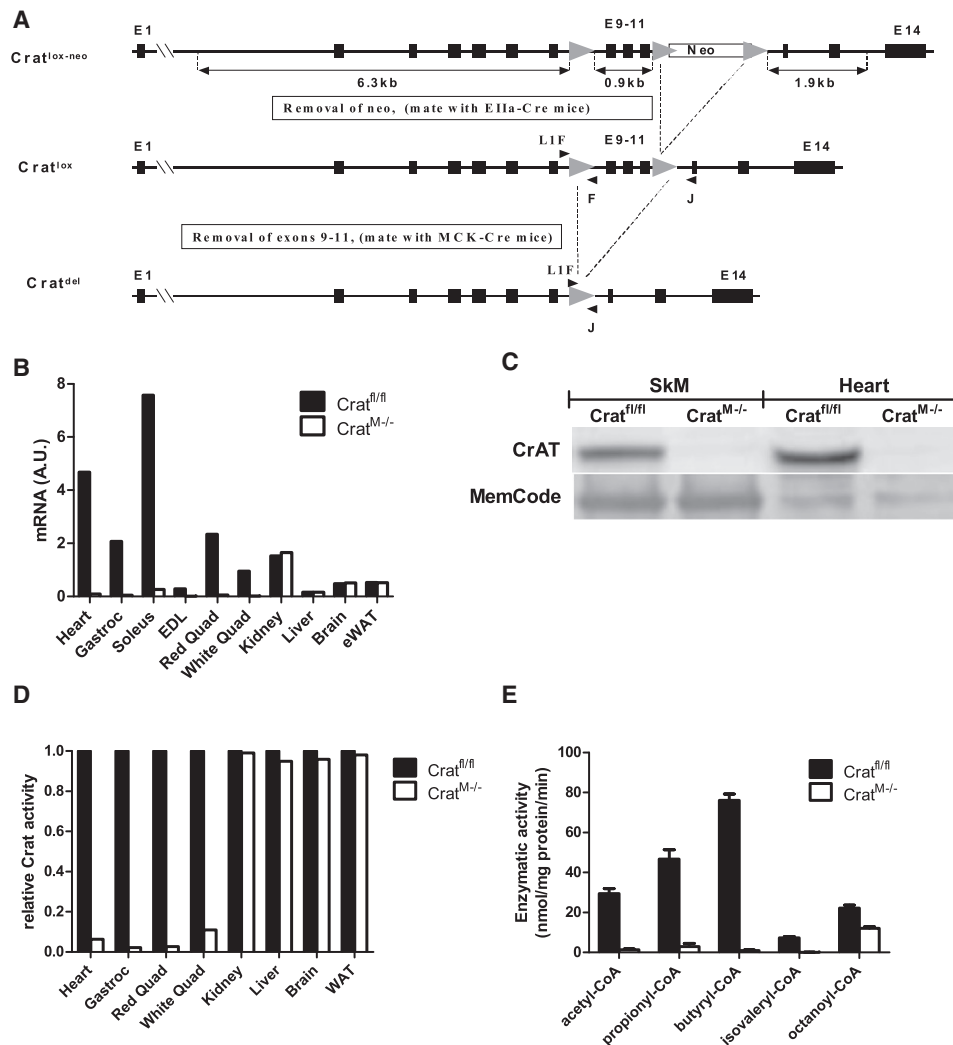 A
E1
E9-11
E14
Crat^lox-neo
Neo
6.3kb
0.9kb
1.9kb
Removal of neo, (mate with EIIa-Cre mice)
E1
L1F
E9-11
E14
Crat^lox
F
J
Removal of exons 9-11, (mate with MCK-Cre mice)
E1
L1F
E14
Crat^del
J
B
mRNA (A.U.)
8
6
4
2
0
Crat^fl/fl
Crat^M-/-
Heart
Gastroc
Soleus
EDL
Red Quad
White Quad
Kidney
Liver
Brain
eWAT
C
SkM Heart
Crat^fl/fl Crat^M-/- Crat^fl/fl Crat^M-/-
CrAT
MemCode
D
relative Crat activity
1.0
0.8
0.6
0.4
0.2
0.0
Crat^fl/fl
Crat^M-/-
Heart
Gastroc
Red Quad
White Quad
Kidney
Liver
Brain
WAT
E
Enzymatic activity
(nmol/mg protein/min)
100
80
60
40
20
0
Crat^fl/fl
Crat^M-/-
acetyl-CoA
propionyl-CoA
butyryl-CoA
isovaleryl-CoA
octanoyl-CoA